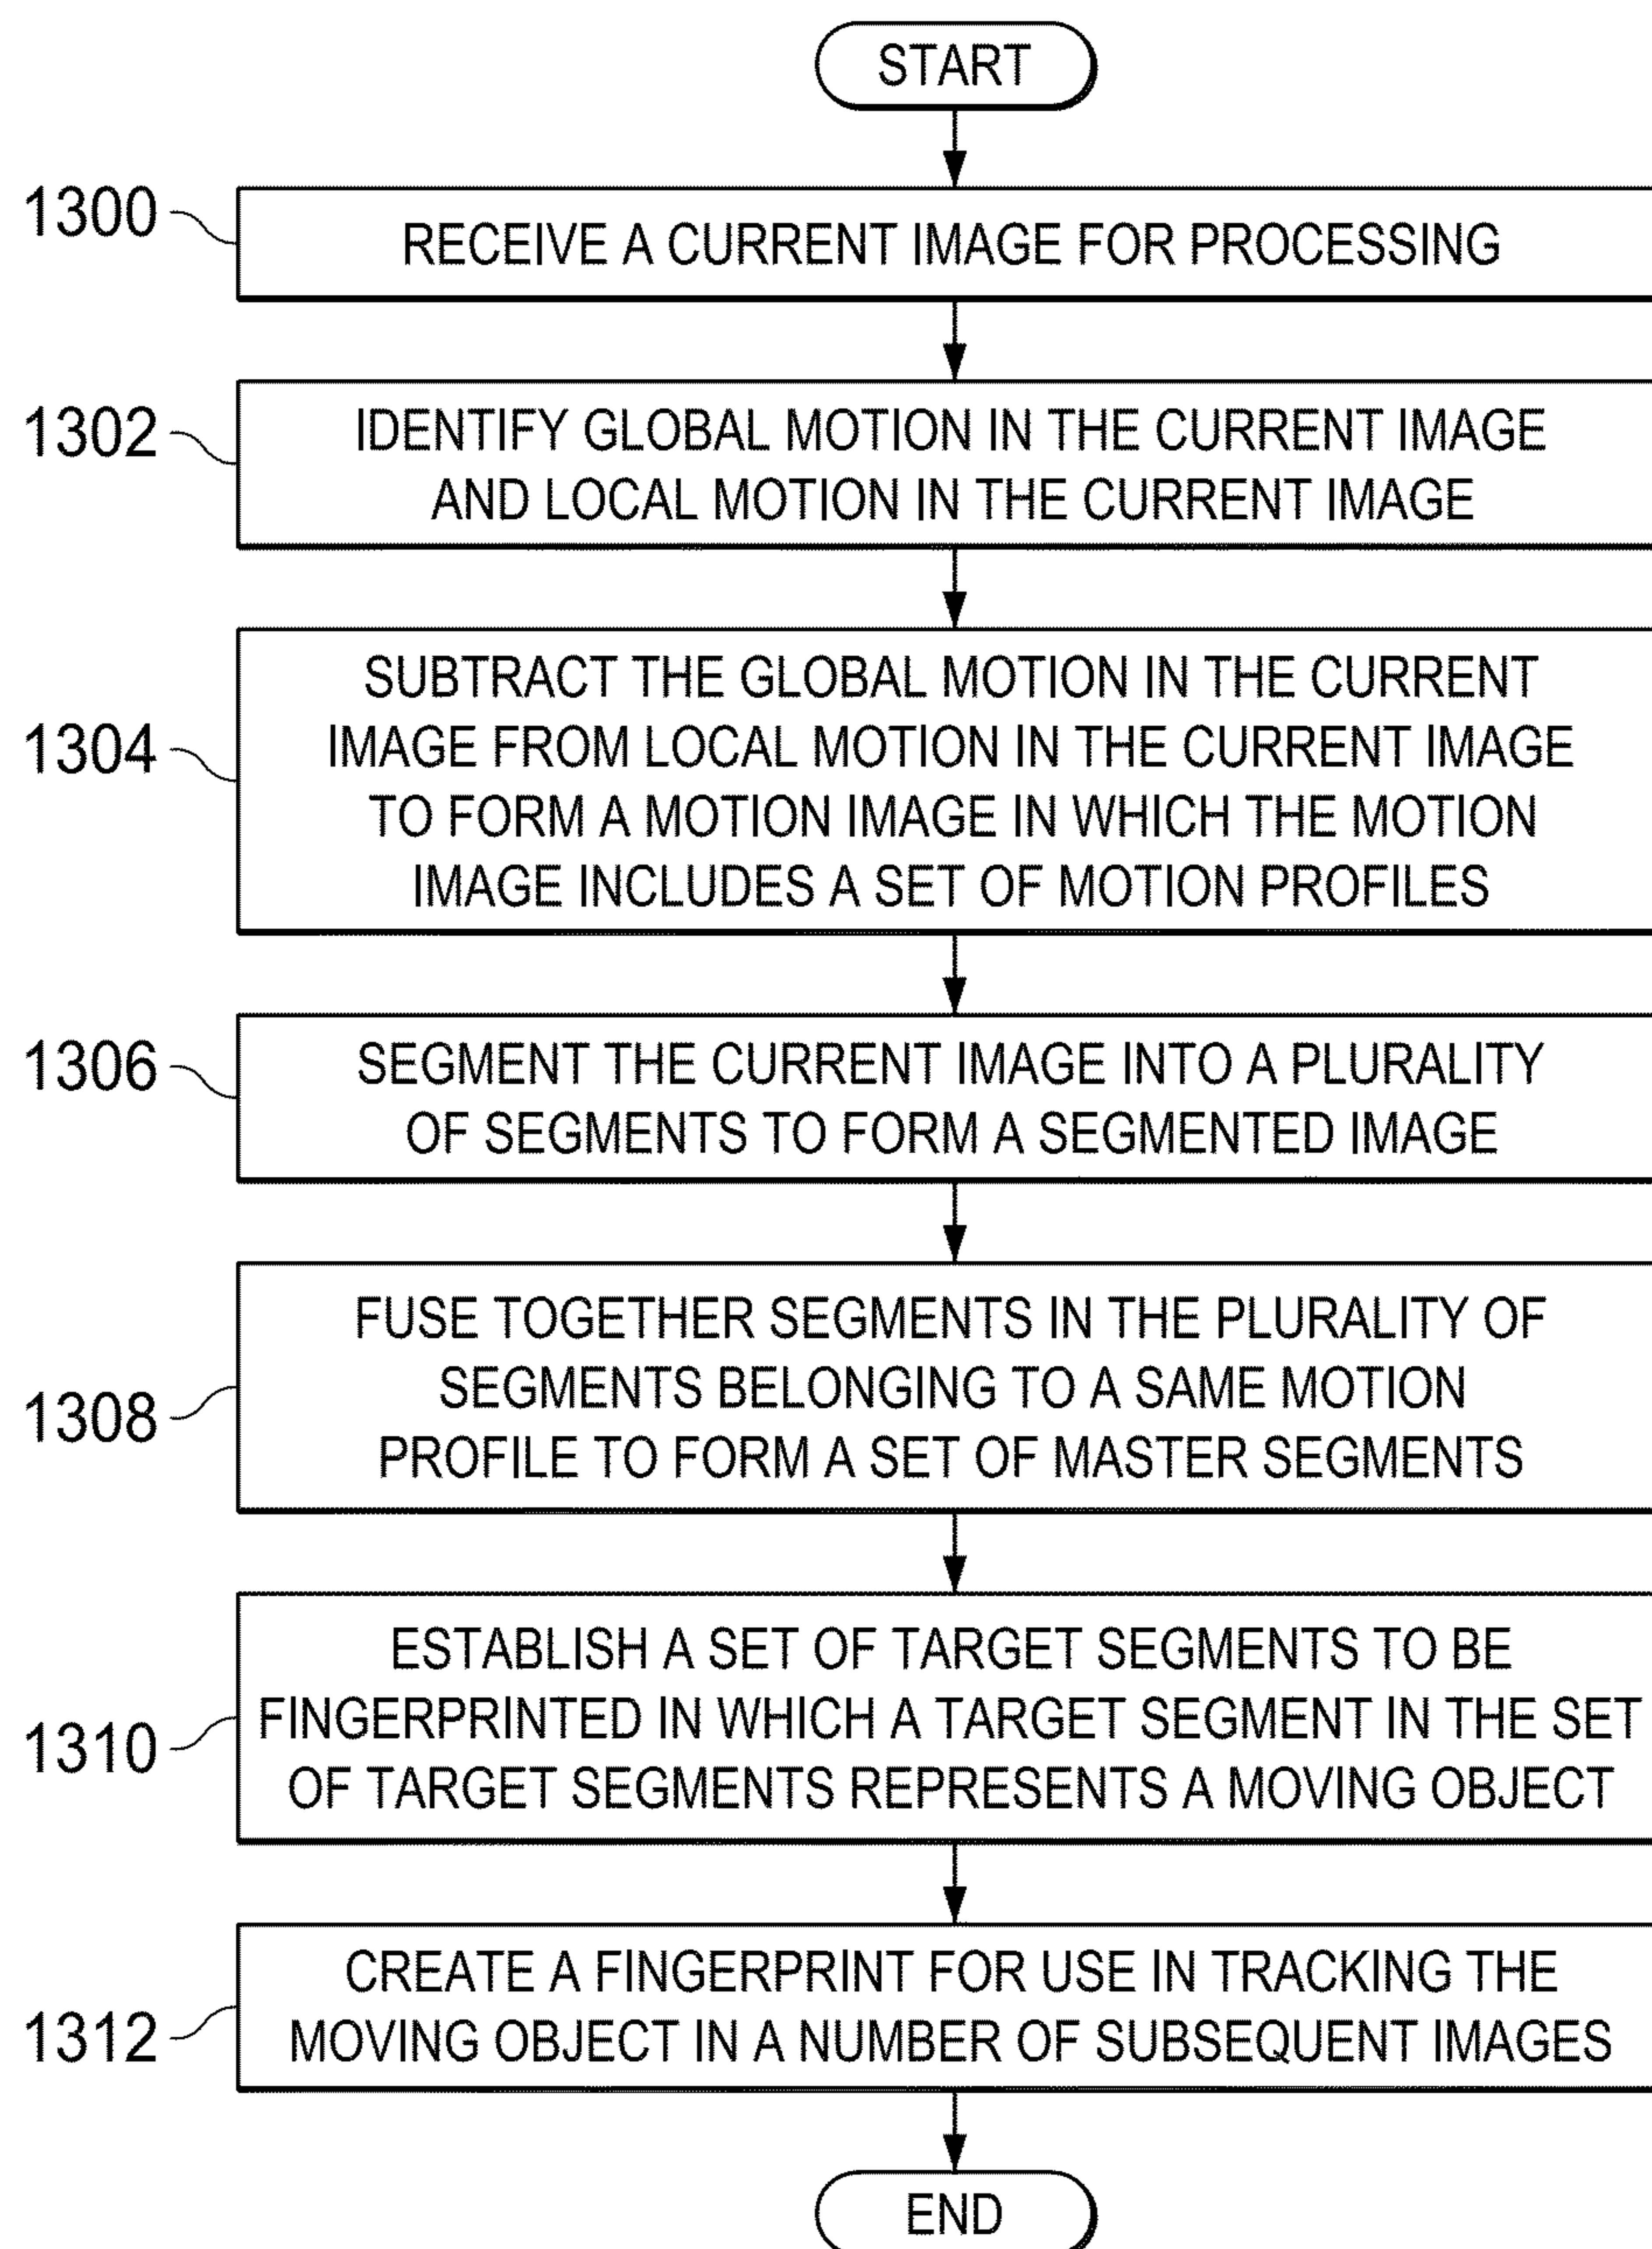 START
1300
RECEIVE A CURRENT IMAGE FOR PROCESSING
1302
IDENTIFY GLOBAL MOTION IN THE CURRENT IMAGE
AND LOCAL MOTION IN THE CURRENT IMAGE
1304
SUBTRACT THE GLOBAL MOTION IN THE CURRENT
IMAGE FROM LOCAL MOTION IN THE CURRENT IMAGE
TO FORM A MOTION IMAGE IN WHICH THE MOTION
IMAGE INCLUDES A SET OF MOTION PROFILES
1306
SEGMENT THE CURRENT IMAGE INTO A PLURALITY
OF SEGMENTS TO FORM A SEGMENTED IMAGE
1308
FUSE TOGETHER SEGMENTS IN THE PLURALITY OF
SEGMENTS BELONGING TO A SAME MOTION
PROFILE TO FORM A SET OF MASTER SEGMENTS
1310
ESTABLISH A SET OF TARGET SEGMENTS TO BE
FINGERPRINTED IN WHICH A TARGET SEGMENT IN THE SET
OF TARGET SEGMENTS REPRESENTS A MOVING OBJECT
1312
CREATE A FINGERPRINT FOR USE IN TRACKING THE
MOVING OBJECT IN A NUMBER OF SUBSEQUENT IMAGES
END